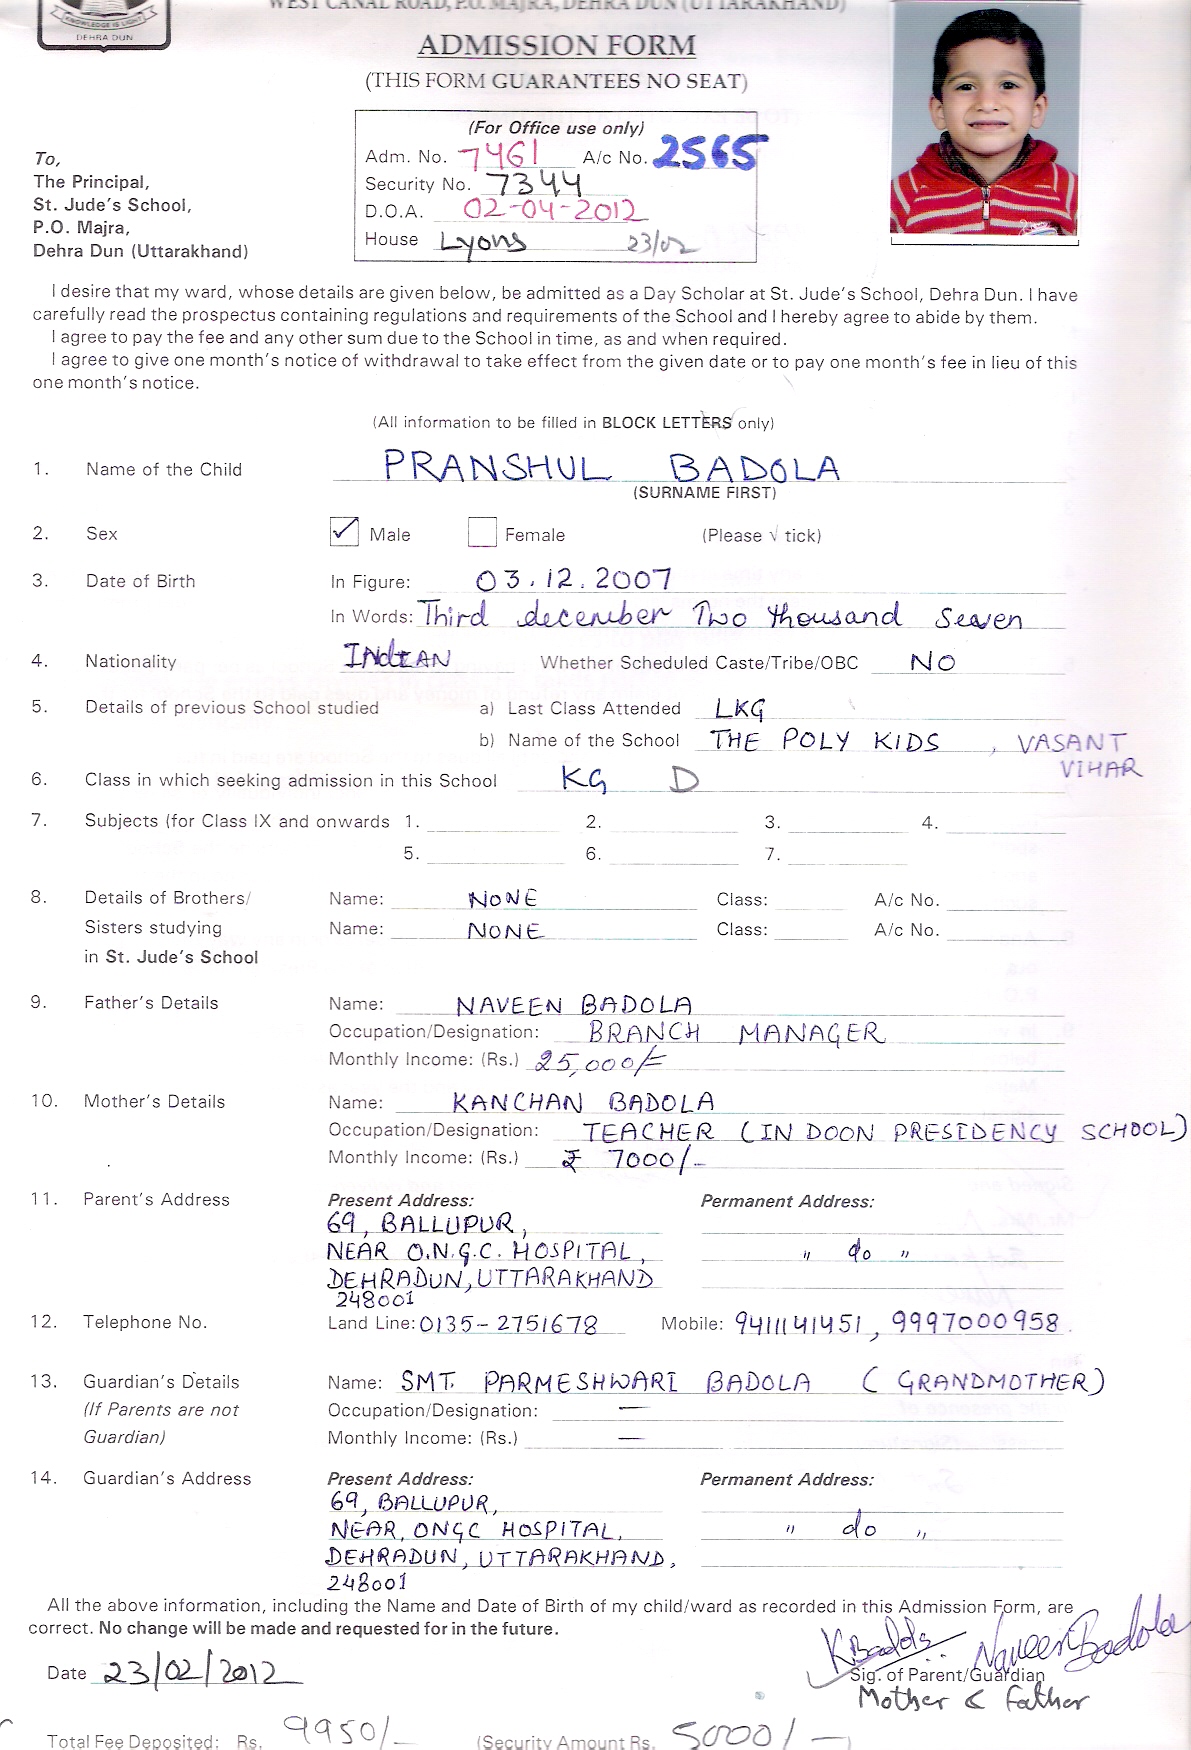 KNOWLEDGE IS LIGHT
DEHRA DUN
WEST CANAL ROAD, P.O. MAJRA, DEHRA DUN (UTTARAKHAND)
ADMISSION FORM
(THIS FORM GUARANTEES NO SEAT)
(For Office use only)
Adm. No. 7461 A/c No. 2565
Security No. 7344
D.O.A. 02-04-2012
House Lyons 23/02
To,
The Principal,
St. Jude's School,
P.O. Majra,
Dehra Dun (Uttarakhand)
I desire that my ward, whose details are given below, be admitted as a Day Scholar at St. Jude's School, Dehra Dun. I have
carefully read the prospectus containing regulations and requirements of the School and I hereby agree to abide by them.
I agree to pay the fee and any other sum due to the School in time, as and when required.
I agree to give one month's notice of withdrawal to take effect from the given date or to pay one month's fee in lieu of this
one month's notice.
(All information to be filled in BLOCK LETTERS only)
1. Name of the Child PRANSHUL BADOLA
(SURNAME FIRST)
2. Sex ✓ Male Female (Please √ tick)
3. Date of Birth In Figure: 03.12.2007
In Words: Third december Two thousand Seaven
4. Nationality INdIAN Whether Scheduled Caste/Tribe/OBC NO
5. Details of previous School studied a) Last Class Attended LKG
b) Name of the School THE POLY KIDS , VASANT
VIHAR
6. Class in which seeking admission in this School KG D
7. Subjects (for Class IX and onwards 1. 2. 3. 4.
5. 6. 7.
8. Details of Brothers/ Name: NONE Class: A/c No.
Sisters studying Name: NONE Class: A/c No.
in St. Jude's School
9. Father's Details Name: NAVEEN BADOLA
Occupation/Designation: BRANCH MANAGER
Monthly Income: (Rs.) 25,000/=
10. Mother's Details Name: KANCHAN BADOLA
Occupation/Designation: TEACHER (IN DOON PRESIDENCY SCHOOL)
Monthly Income: (Rs.) ₹ 7000/-
11. Parent's Address Present Address: Permanent Address:
69, BALLUPUR,
NEAR O.N.G.C. HOSPITAL, " do "
DEHRADUN, UTTARAKHAND
248001
12. Telephone No. Land Line: 0135-2751678 Mobile: 9411141451, 9997000958
13. Guardian's Details Name: SMT. PARMESHWARI BADOLA (GRANDMOTHER)
(If Parents are not Occupation/Designation: —
Guardian) Monthly Income: (Rs.) —
14. Guardian's Address Present Address: Permanent Address:
69, BALLUPUR,
NEAR, ONGC HOSPITAL, " do "
DEHRADUN, UTTARAKHAND,
248001
All the above information, including the Name and Date of Birth of my child/ward as recorded in this Admission Form, are
correct. No change will be made and requested for in the future.
KBadola Naveen Badola
Date 23/02/2012 Sig. of Parent/Guardian
Mother & Father
Total Fee Deposited: Rs. 9950/- (Security Amount Rs. 5000/-)